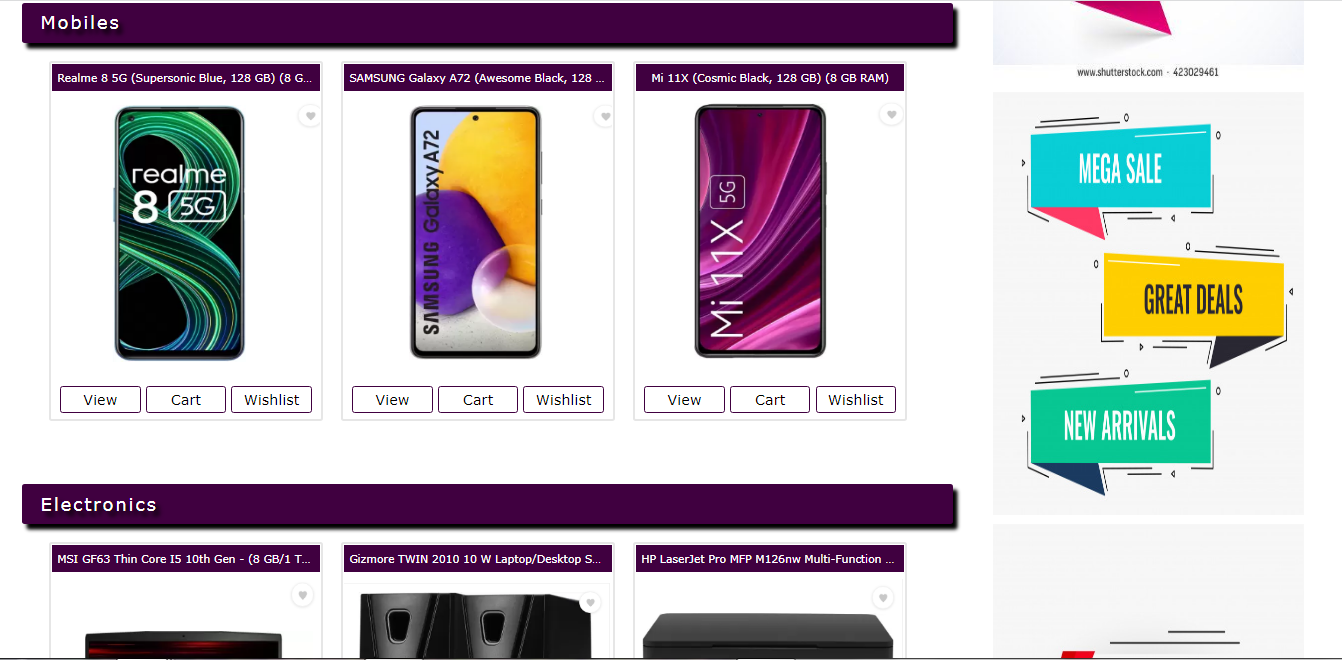 Mobiles
Realme 8 5G (Supersonic Blue, 128 GB) (8 G...
SAMSUNG Galaxy A72 (Awesome Black, 128 ...
Mi 11X (Cosmic Black, 128 GB) (8 GB RAM)
realme
8 5G
SAMSUNG Galaxy A72
Mi 11X 5G
View Cart Wishlist
View Cart Wishlist
View Cart Wishlist
Electronics
MSI GF63 Thin Core I5 10th Gen - (8 GB/1 T...
Gizmore TWIN 2010 10 W Laptop/Desktop S...
HP LaserJet Pro MFP M126nw Multi-Function ...
www.shutterstock.com · 423029461
MEGA SALE
GREAT DEALS
NEW ARRIVALS